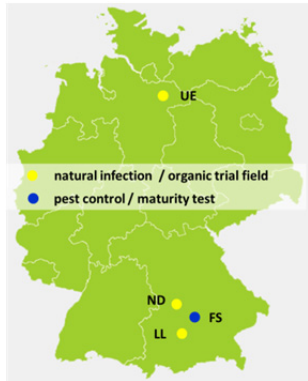 UE
natural infection / organic trial field
pest control / maturity test
ND
FS
LL